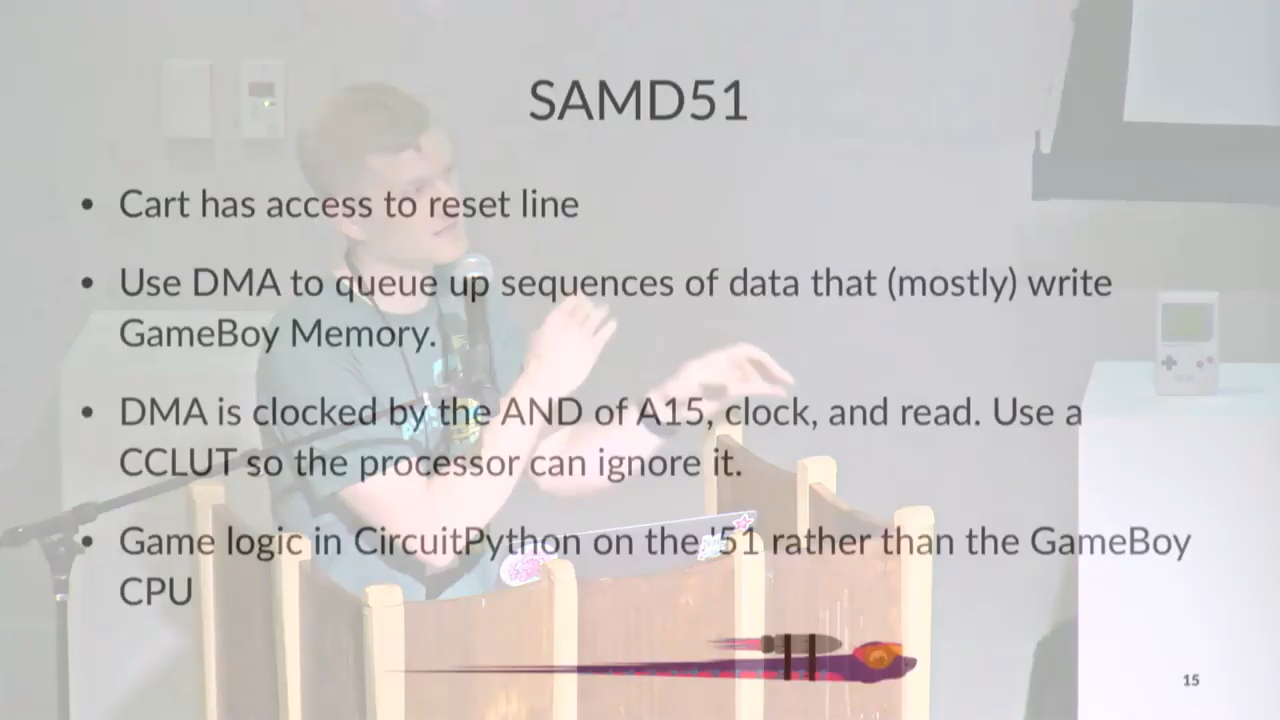 SAMD51
• Cart has access to reset line
• Use DMA to queue up sequences of data that (mostly) write
GameBoy Memory.
• DMA is clocked by the AND of A15, clock, and read. Use a
CCLUT so the processor can ignore it.
• Game logic in CircuitPython on the '51 rather than the GameBoy
CPU
15